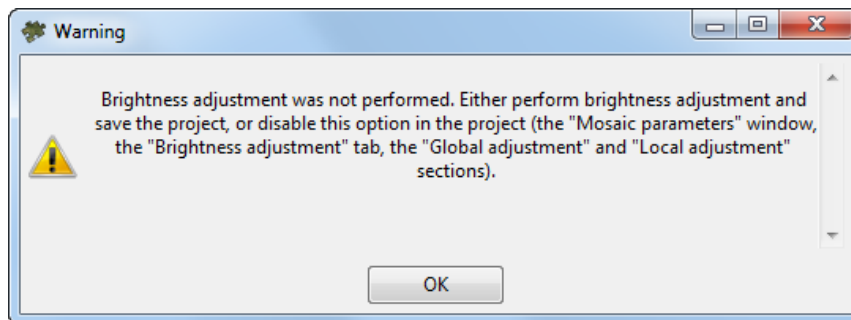 Warning
Brightness adjustment was not performed. Either perform brightness adjustment and
save the project, or disable this option in the project (the "Mosaic parameters" window,
the "Brightness adjustment" tab, the "Global adjustment" and "Local adjustment"
sections).
OK